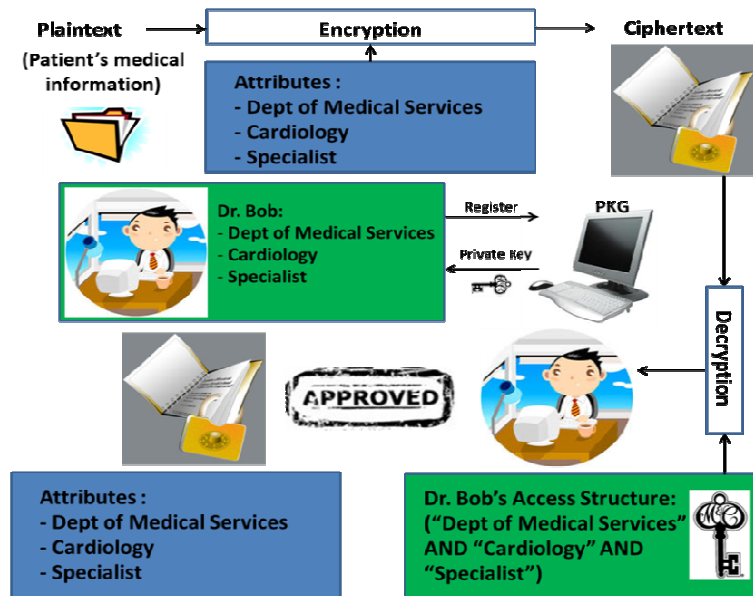 Plaintext
Encryption
Ciphertext
(Patient's medical
information)
Attributes :
- Dept of Medical Services
- Cardiology
- Specialist
Dr. Bob:
- Dept of Medical Services
- Cardiology
- Specialist
Register
PKG
Private Key
Decryption
APPROVED
Attributes :
- Dept of Medical Services
- Cardiology
- Specialist
Dr. Bob's Access Structure:
("Dept of Medical Services"
AND "Cardiology" AND
"Specialist")